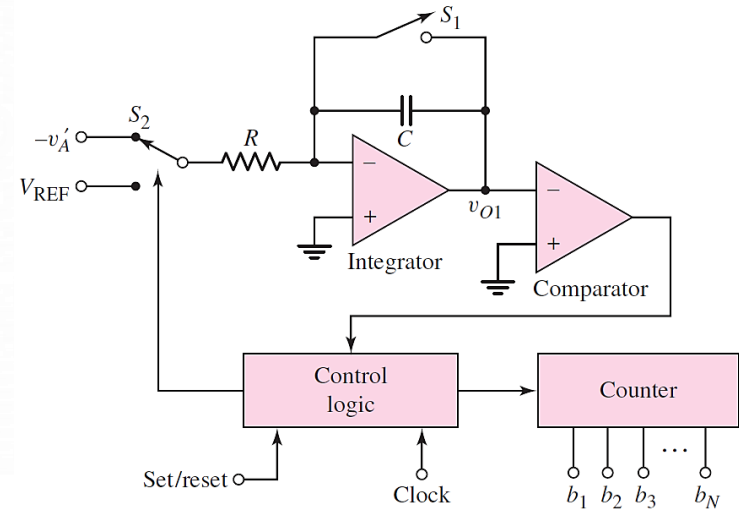 S₁
S₂
−v′A
R
C
VREF
−
+
vO1
−
+
Integrator
Comparator
Control
logic
Counter
Set/reset
Clock
b₁ b₂ b₃ ... bN